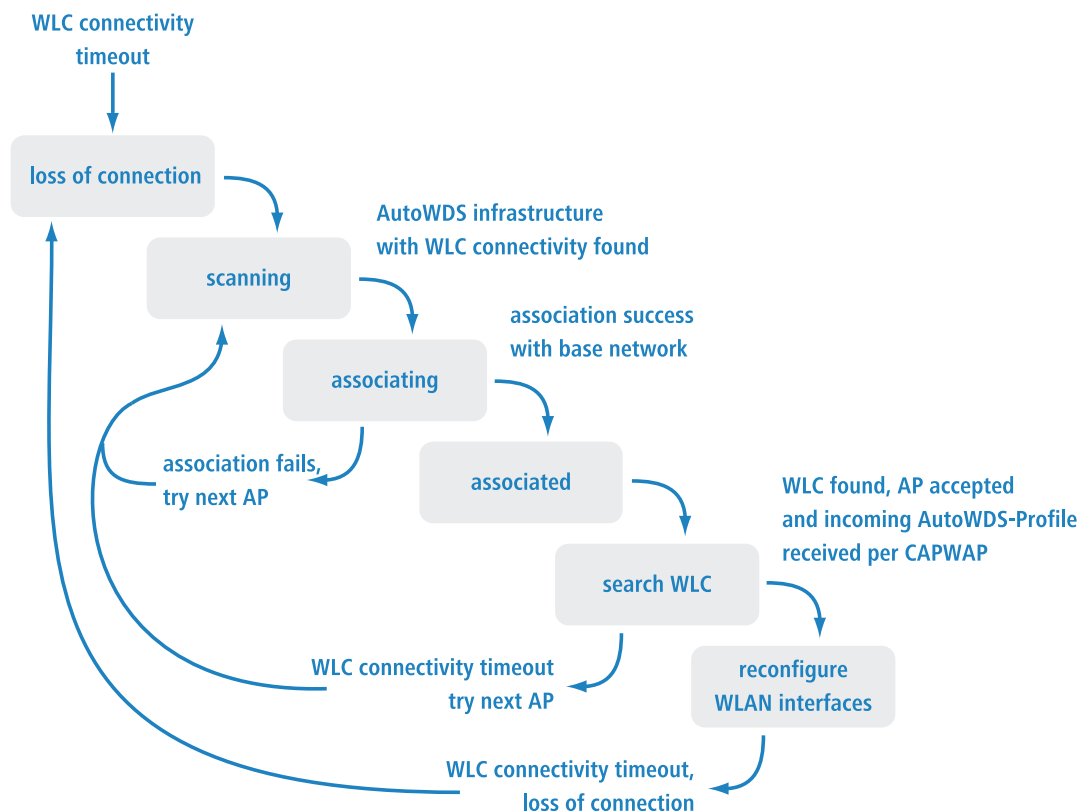 WLC connectivity
timeout
loss of connection
AutoWDS infrastructure
with WLC connectivity found
scanning
association success
with base network
associating
association fails,
try next AP
associated
WLC found, AP accepted
and incoming AutoWDS-Profile
received per CAPWAP
search WLC
WLC connectivity timeout
try next AP
reconfigure
WLAN interfaces
WLC connectivity timeout,
loss of connection